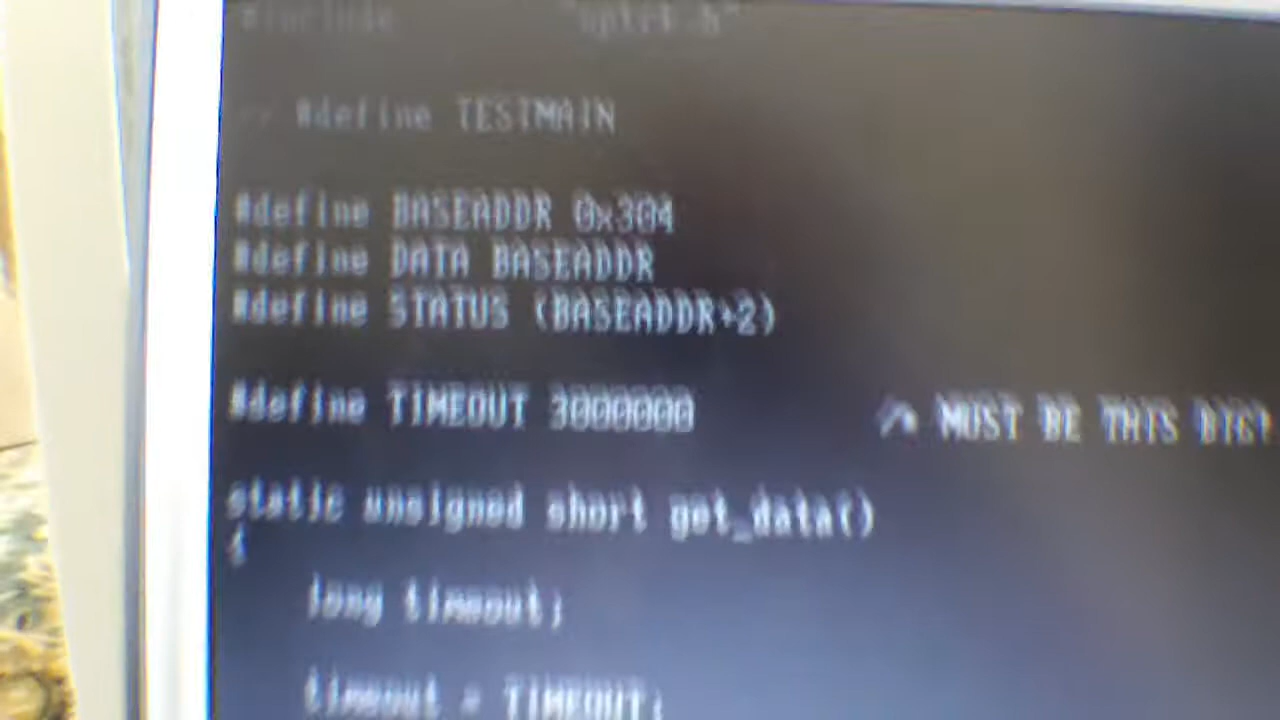 #include
// #define TESTMAIN
#define BASEADDR 0x304
#define DATA BASEADDR
#define STATUS (BASEADDR+2)
#define TIMEOUT 3000000 /* MUST BE THIS BIG!
static unsigned short get_data()
{
long timeout;
timeout = TIMEOUT;